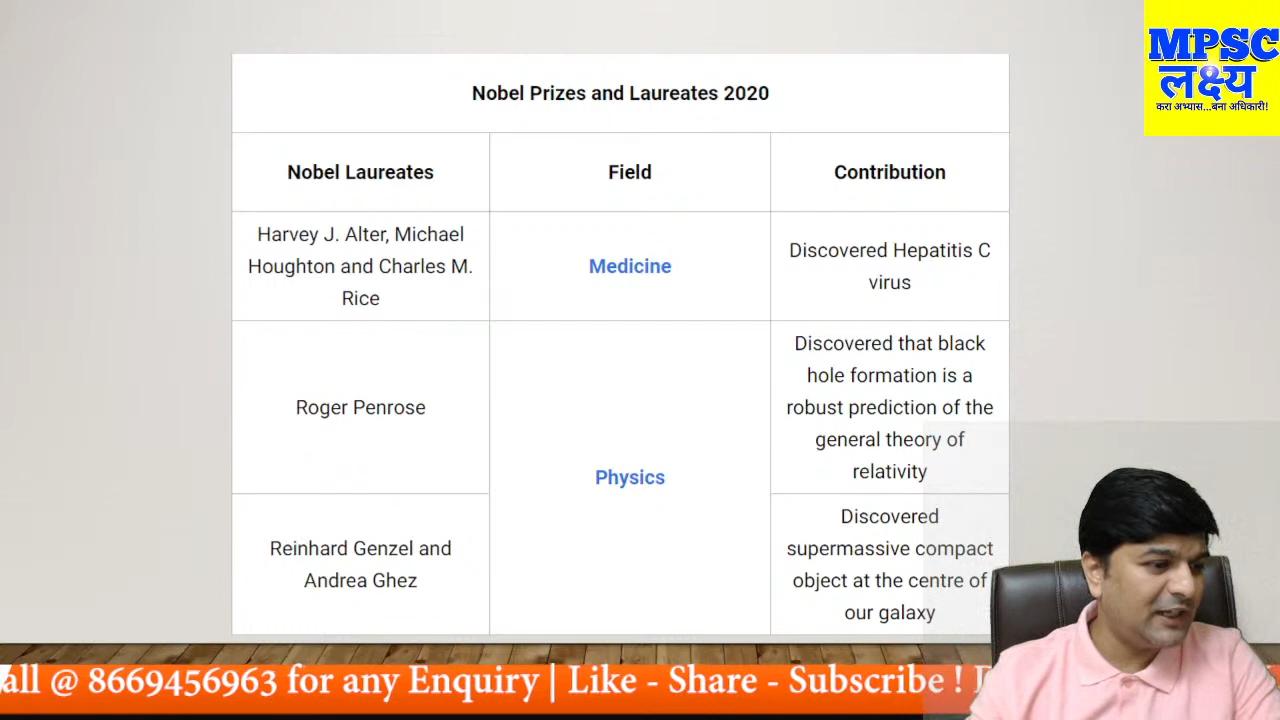 MPSC
लक्ष्य
करा अभ्यास...बना अधिकारी!
Nobel Prizes and Laureates 2020
Nobel Laureates
Field
Contribution
Harvey J. Alter, Michael
Houghton and Charles M.
Rice
Medicine
Discovered Hepatitis C
virus
Roger Penrose
Physics
Discovered that black
hole formation is a
robust prediction of the
general theory of
relativity
Reinhard Genzel and
Andrea Ghez
Discovered
supermassive compact
object at the centre of
our galaxy
all @ 8669456963 for any Enquiry | Like - Share - Subscribe !